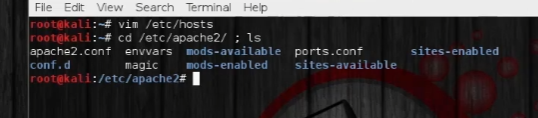 File Edit View Search Terminal Help
root@kali:~# vim /etc/hosts
root@kali:~# cd /etc/apache2/ ; ls
apache2.conf envvars mods-available ports.conf sites-enabled
conf.d magic mods-enabled sites-available
root@kali:/etc/apache2#